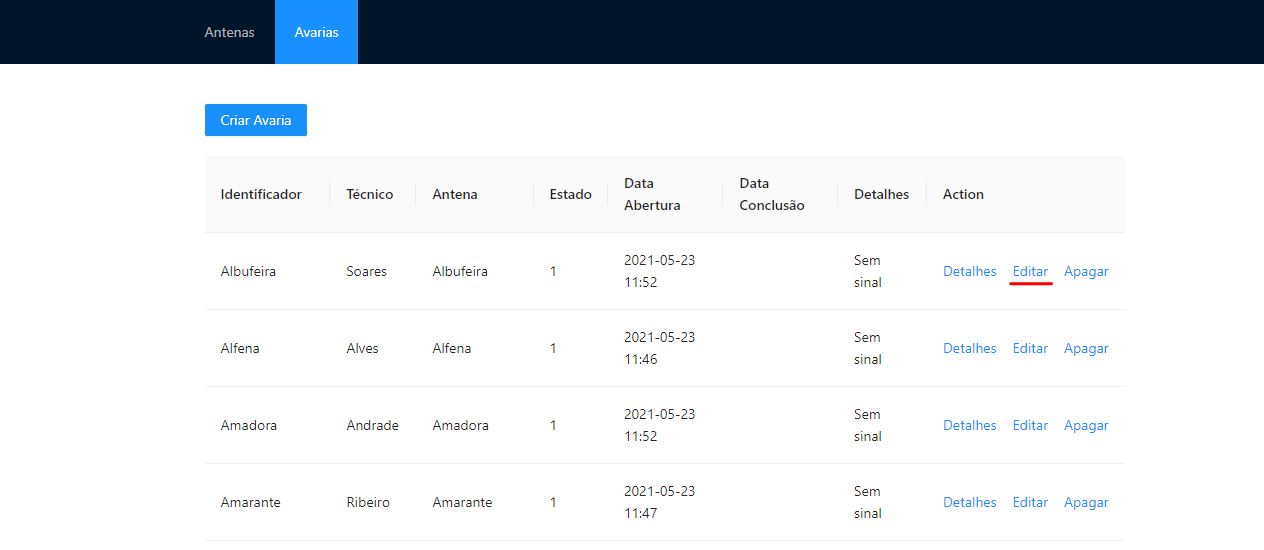 Antenas Avarias
Criar Avaria
Identificador Técnico Antena Estado Data Abertura Data Conclusão Detalhes Action
Albufeira Soares Albufeira 1 2021-05-23 11:52 Sem sinal Detalhes Editar Apagar
Alfena Alves Alfena 1 2021-05-23 11:46 Sem sinal Detalhes Editar Apagar
Amadora Andrade Amadora 1 2021-05-23 11:52 Sem sinal Detalhes Editar Apagar
Amarante Ribeiro Amarante 1 2021-05-23 11:47 Sem sinal Detalhes Editar Apagar